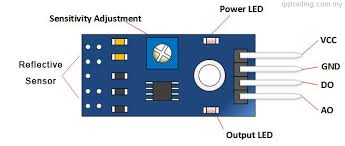 qqtrading.com.my
Sensitivity Adjustment
Power LED
VCC
GND
DO
AO
Reflective
Sensor
Output LED